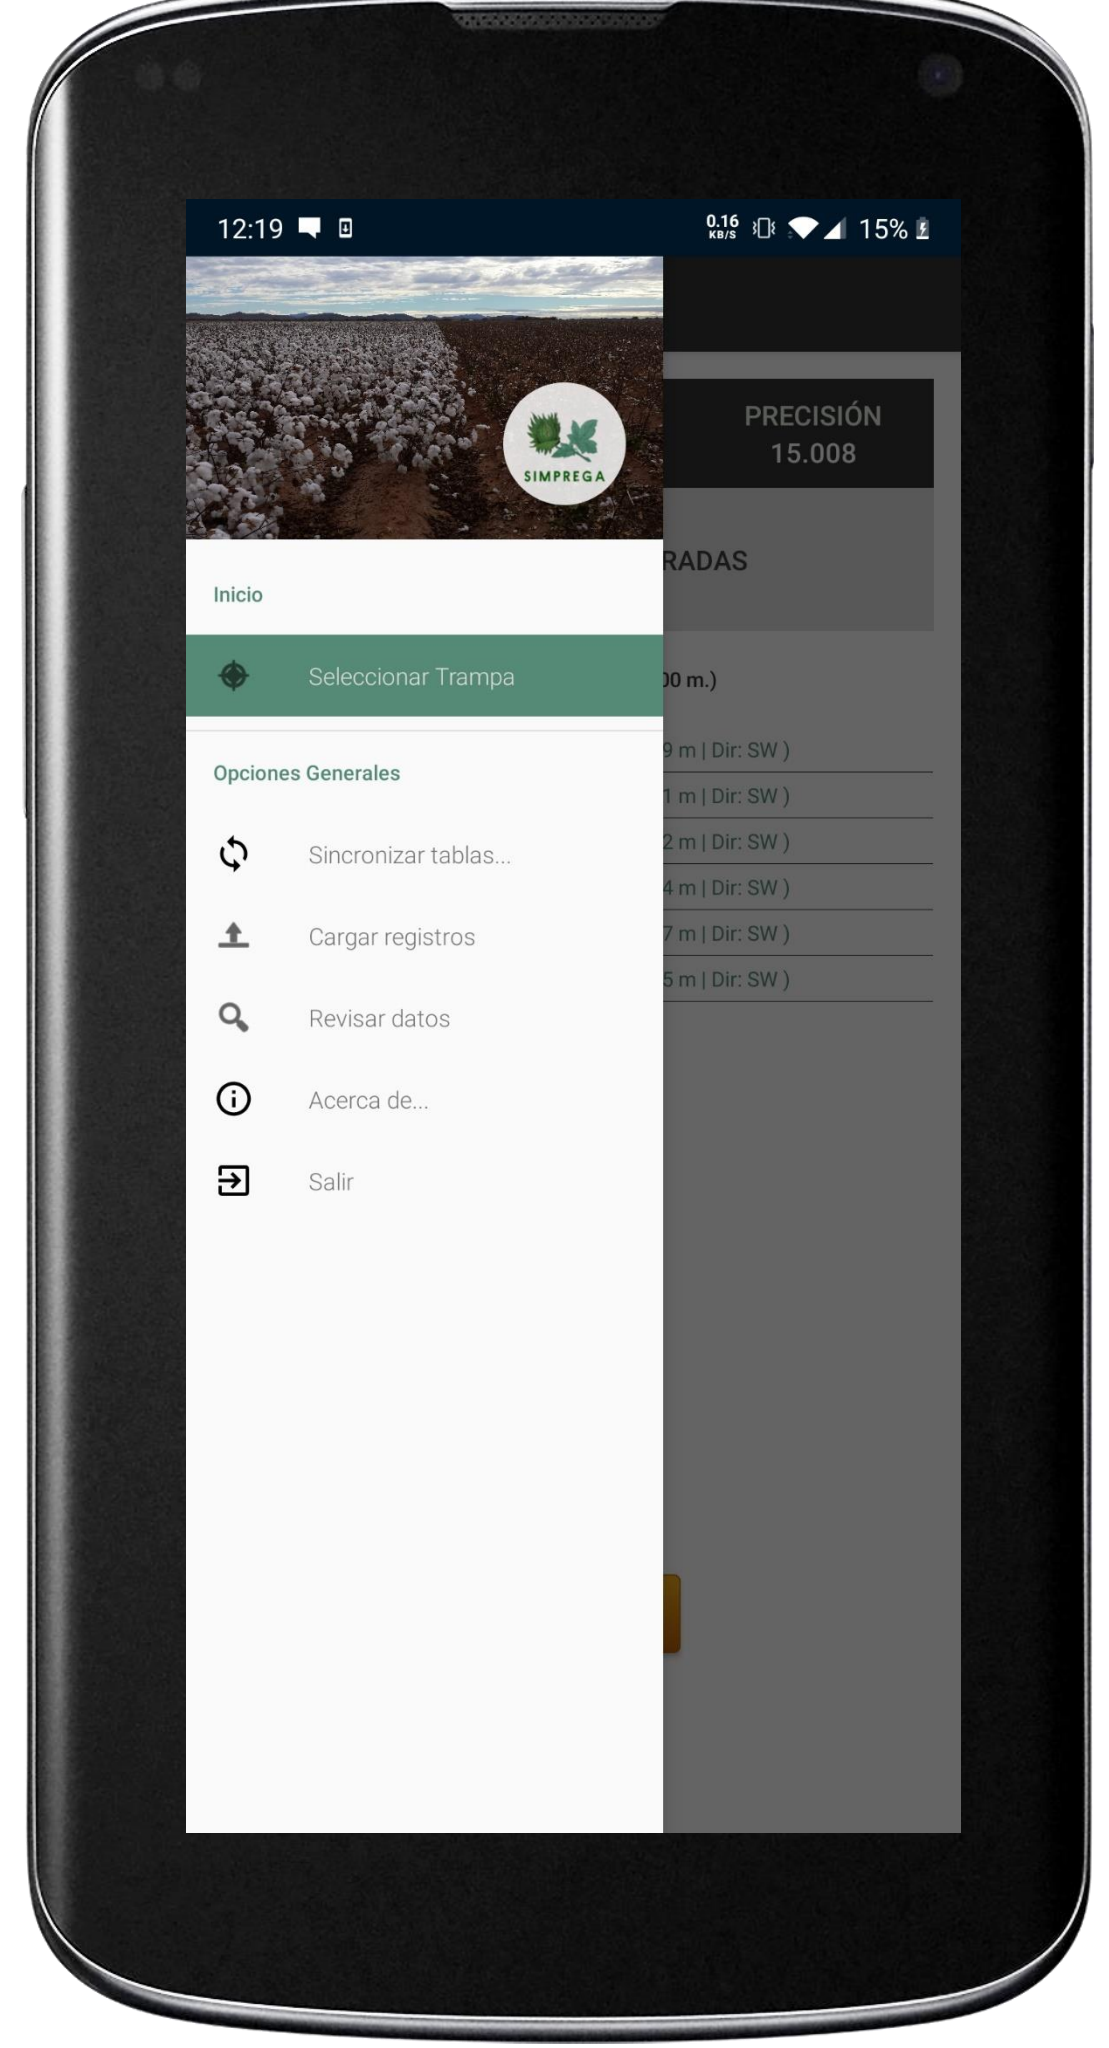 12:19
0.16
KB/S
15%
SIMPREGA
PRECISIÓN
15.008
RADAS
Inicio
Seleccionar Trampa
00 m.)
Opciones Generales
9 m | Dir: SW )
1 m | Dir: SW )
2 m | Dir: SW )
4 m | Dir: SW )
7 m | Dir: SW )
5 m | Dir: SW )
Sincronizar tablas...
Cargar registros
Revisar datos
Acerca de...
Salir